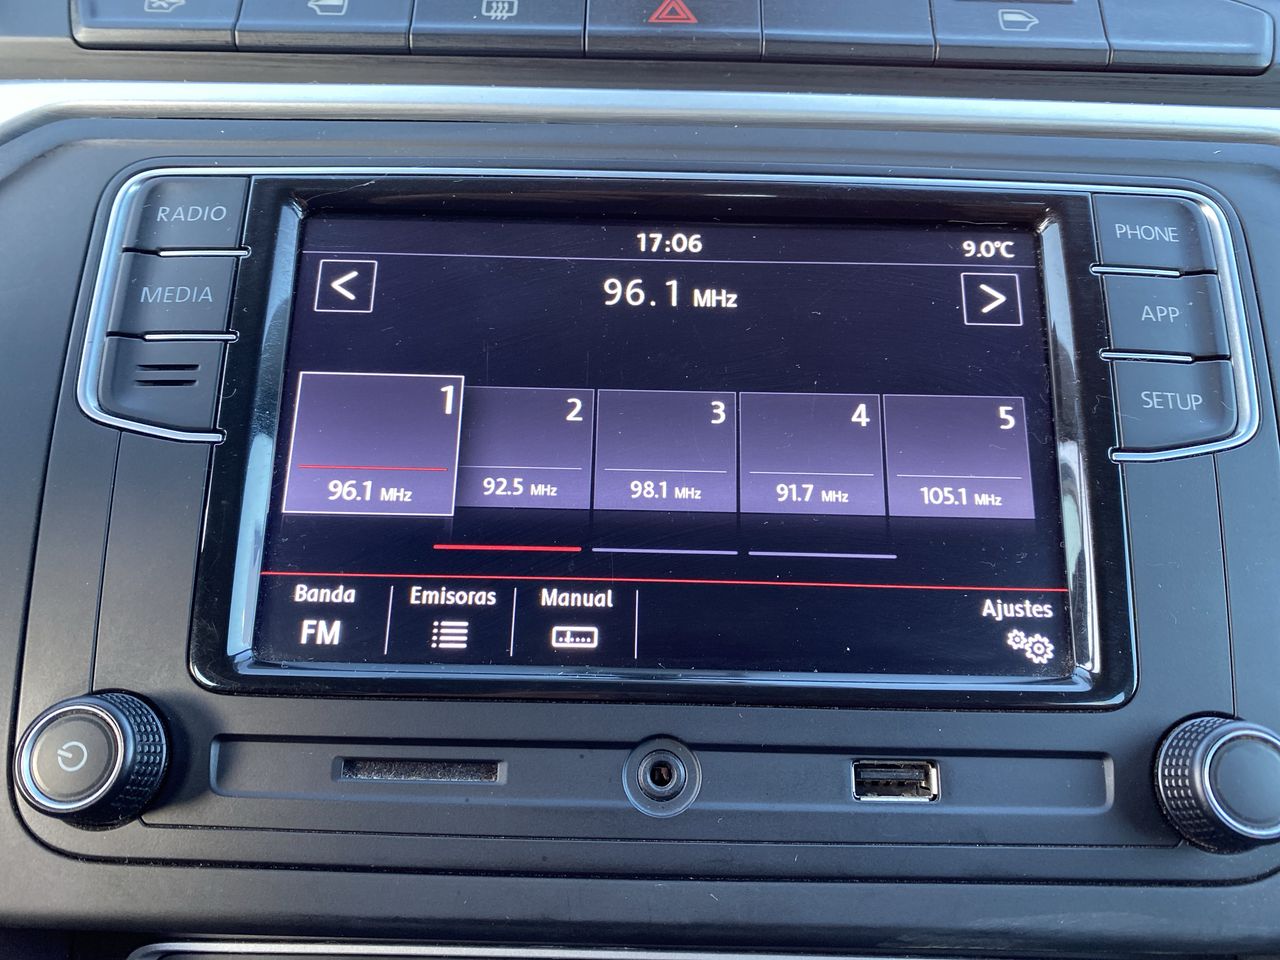 RADIO
MEDIA
PHONE
APP
SETUP
17:06
9.0°C
<
96.1 MHz
>
1
96.1 MHz
2
92.5 MHz
3
98.1 MHz
4
91.7 MHz
5
105.1 MHz
Banda
FM
Emisoras
Manual
Ajustes